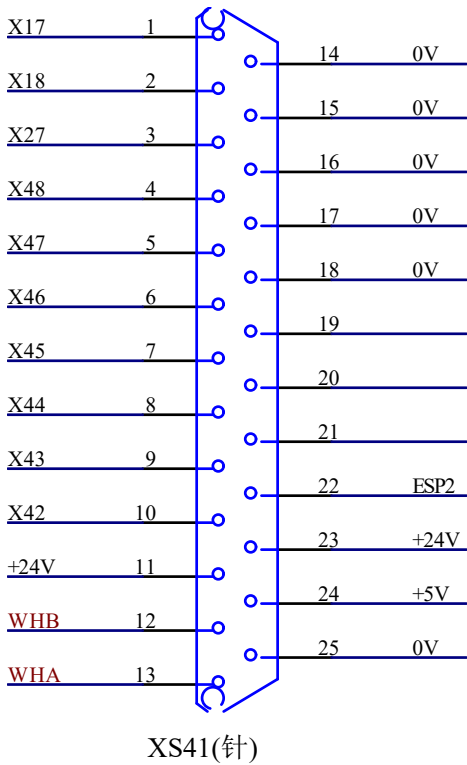 X17 1
14 0V
X18 2
15 0V
X27 3
16 0V
X48 4
17 0V
X47 5
18 0V
X46 6
19
X45 7
20
X44 8
21
X43 9
22 ESP2
X42 10
23 +24V
+24V 11
24 +5V
WHB 12
25 0V
WHA 13
XS41(针)